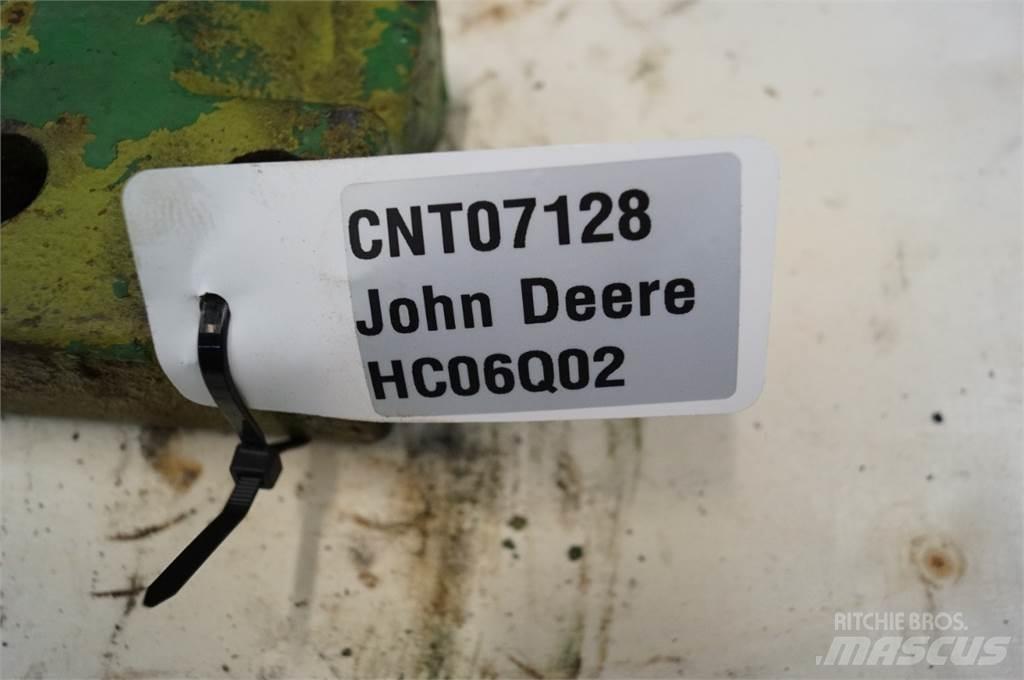 CNT07128
John Deere
HC06Q02
RITCHIE BROS.
MASCUS